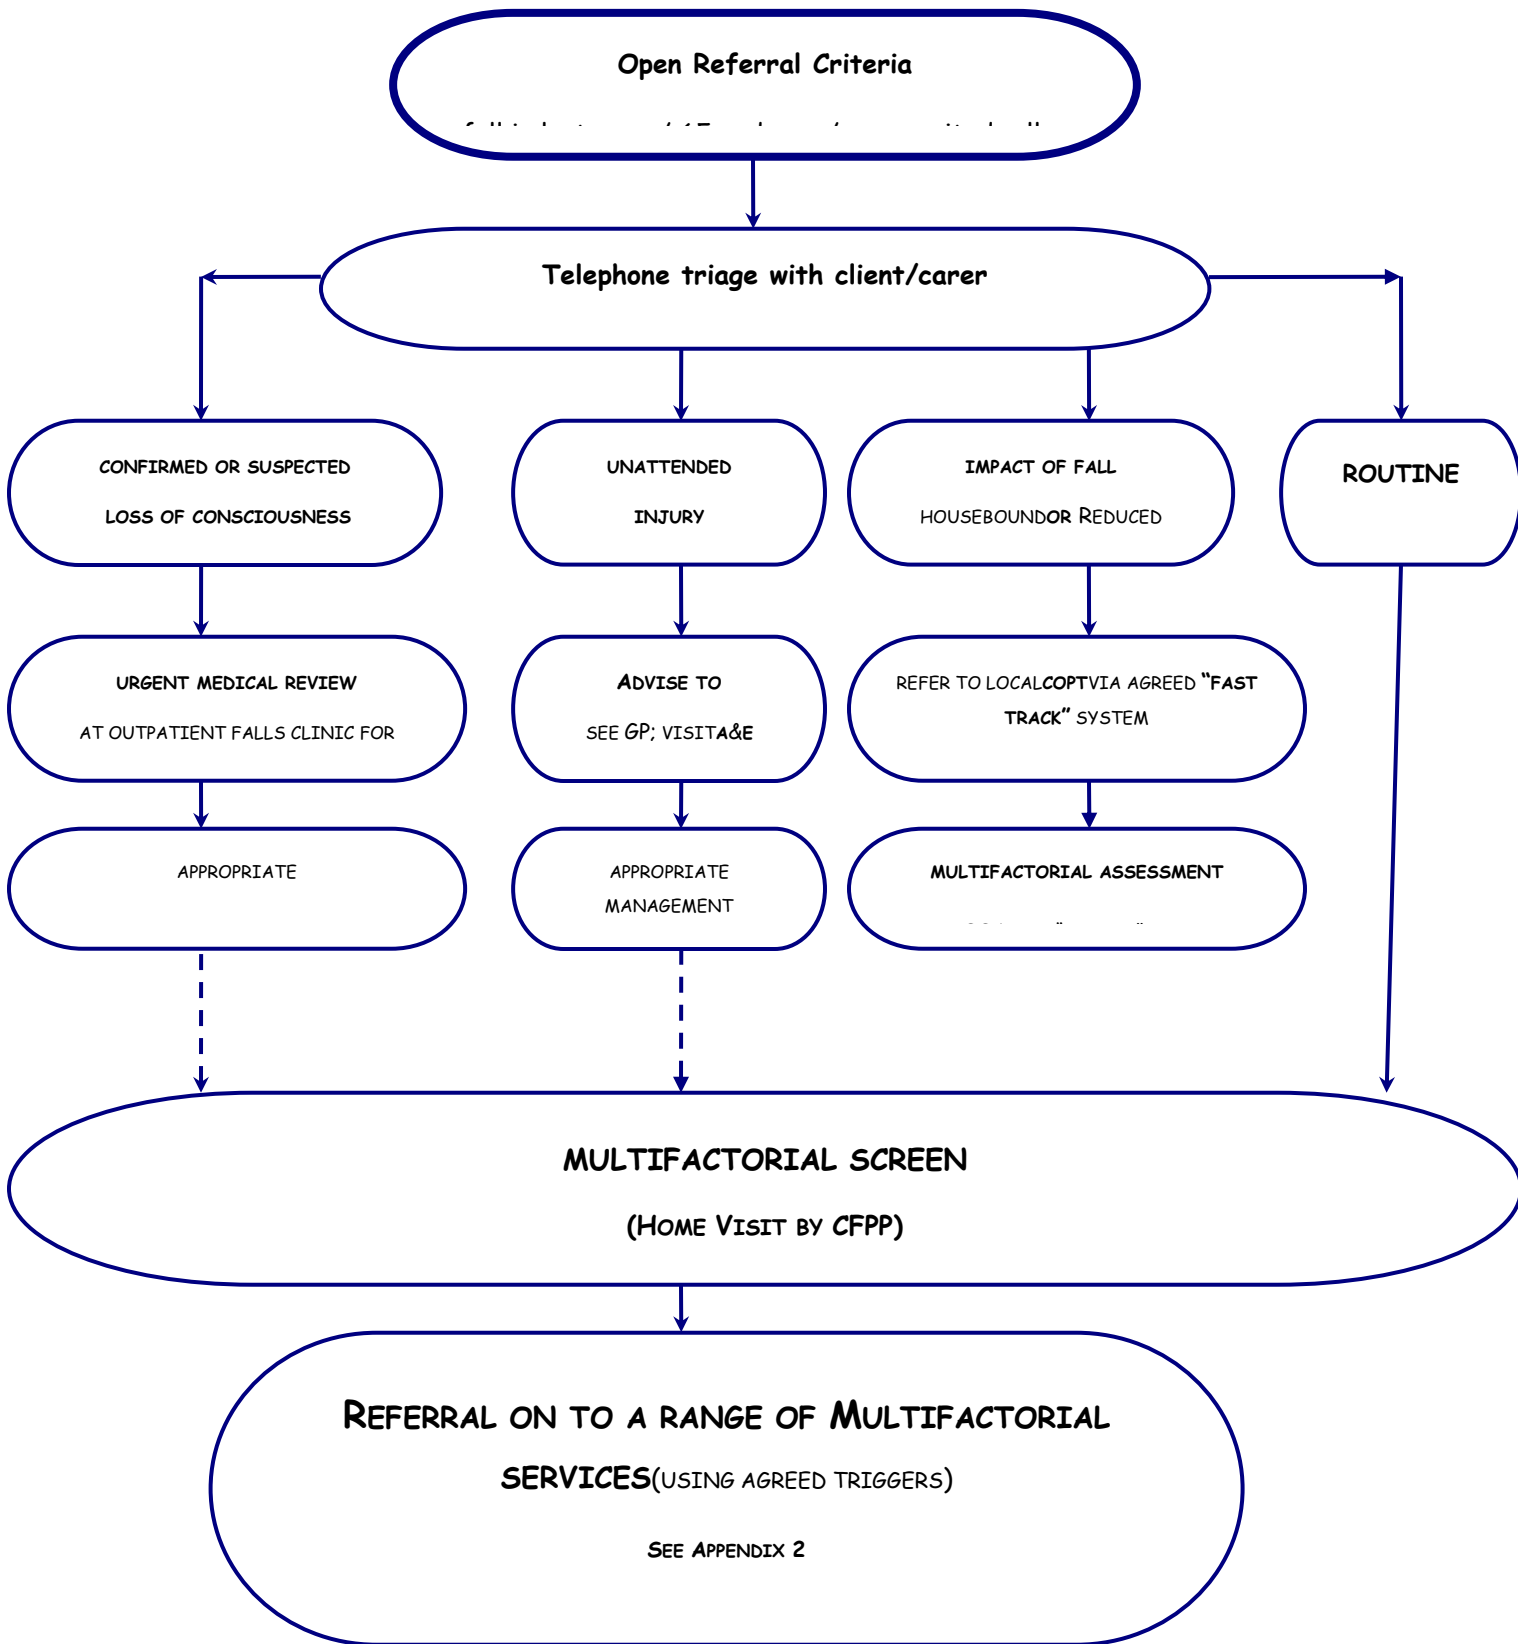 Open Referral Criteria
Telephone triage with client/carer
CONFIRMED OR SUSPECTED
LOSS OF CONSCIOUSNESS
UNATTENDED
INJURY
IMPACT OF FALL
HOUSEBOUNDOR REDUCED
ROUTINE
URGENT MEDICAL REVIEW
AT OUTPATIENT FALLS CLINIC FOR
ADVISE TO
SEE GP; VISITA&E
REFER TO LOCALCOPTVIA AGREED “FAST
TRACK” SYSTEM
APPROPRIATE
APPROPRIATE
MANAGEMENT
MULTIFACTORIAL ASSESSMENT
MULTIFACTORIAL SCREEN
(HOME VISIT BY CFPP)
REFERRAL ON TO A RANGE OF MULTIFACTORIAL
SERVICES(USING AGREED TRIGGERS)
SEE APPENDIX 2